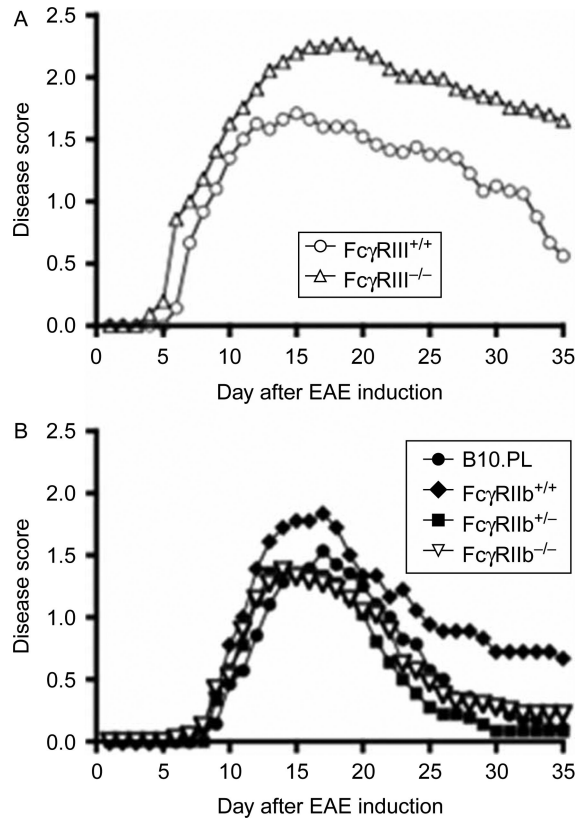 A
2.5
2.0
1.5
1.0
0.5
0.0
Disease score
FcγRIII+/+
FcγRIII−/−
0 5 10 15 20 25 30 35
Day after EAE induction
B
2.5
2.0
1.5
1.0
0.5
0.0
Disease score
B10.PL
FcγRIIb+/+
FcγRIIb+/−
FcγRIIb−/−
0 5 10 15 20 25 30 35
Day after EAE induction